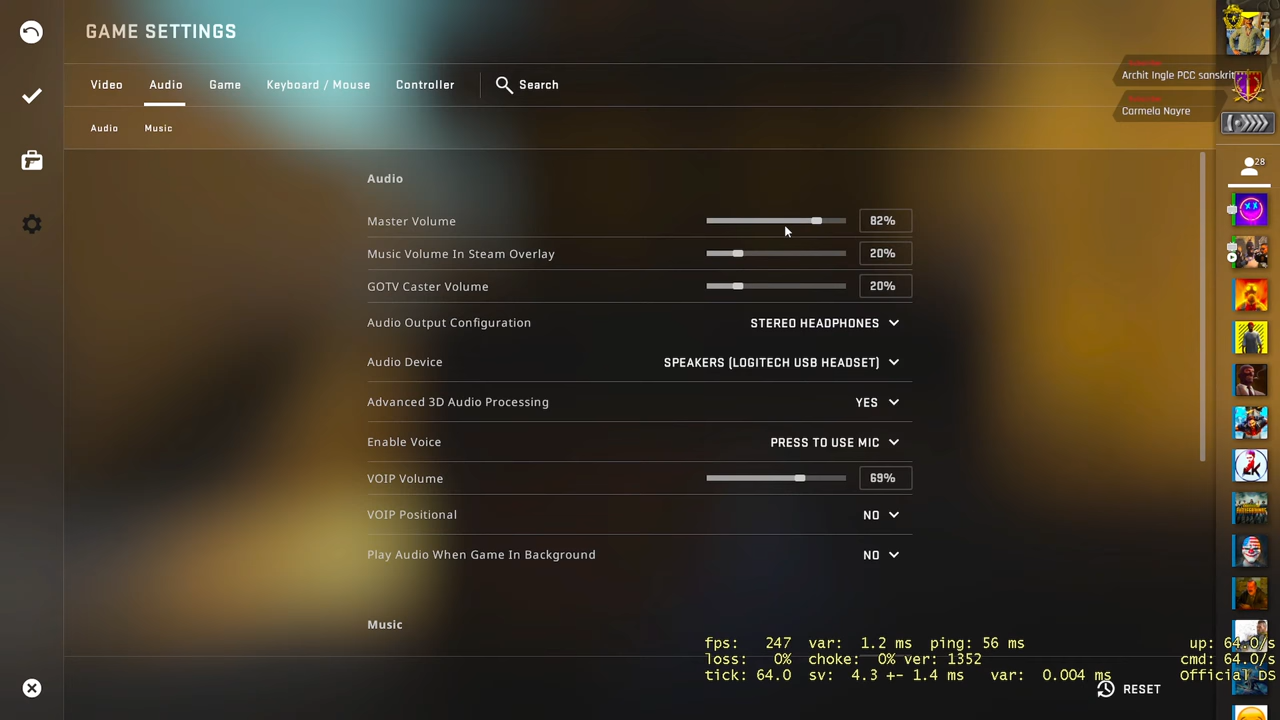 GAME SETTINGS
Video Audio Game Keyboard / Mouse Controller Search
Audio Music
Archit Ingle PCC sanskrit
Carmela Nayre
28
Audio
Master Volume 82%
Music Volume In Steam Overlay 20%
GOTV Caster Volume 20%
Audio Output Configuration STEREO HEADPHONES
Audio Device SPEAKERS (LOGITECH USB HEADSET)
Advanced 3D Audio Processing YES
Enable Voice PRESS TO USE MIC
VOIP Volume 69%
VOIP Positional NO
Play Audio When Game In Background NO
Music
fps: 247 var: 1.2 ms ping: 56 ms up: 64.0/s
loss: 0% choke: 0% ver: 1352 cmd: 64.0/s
tick: 64.0 sv: 4.3 +- 1.4 ms var: 0.004 ms Official DS
RESET